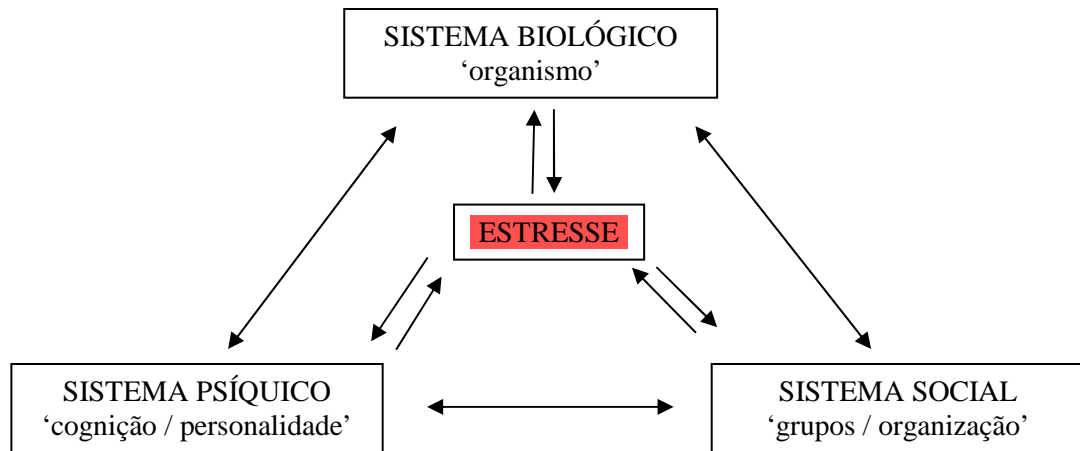 SISTEMA BIOLÓGICO
‘organismo’
ESTRESSE
SISTEMA PSÍQUICO
‘cognição / personalidade’
SISTEMA SOCIAL
‘grupos / organização’